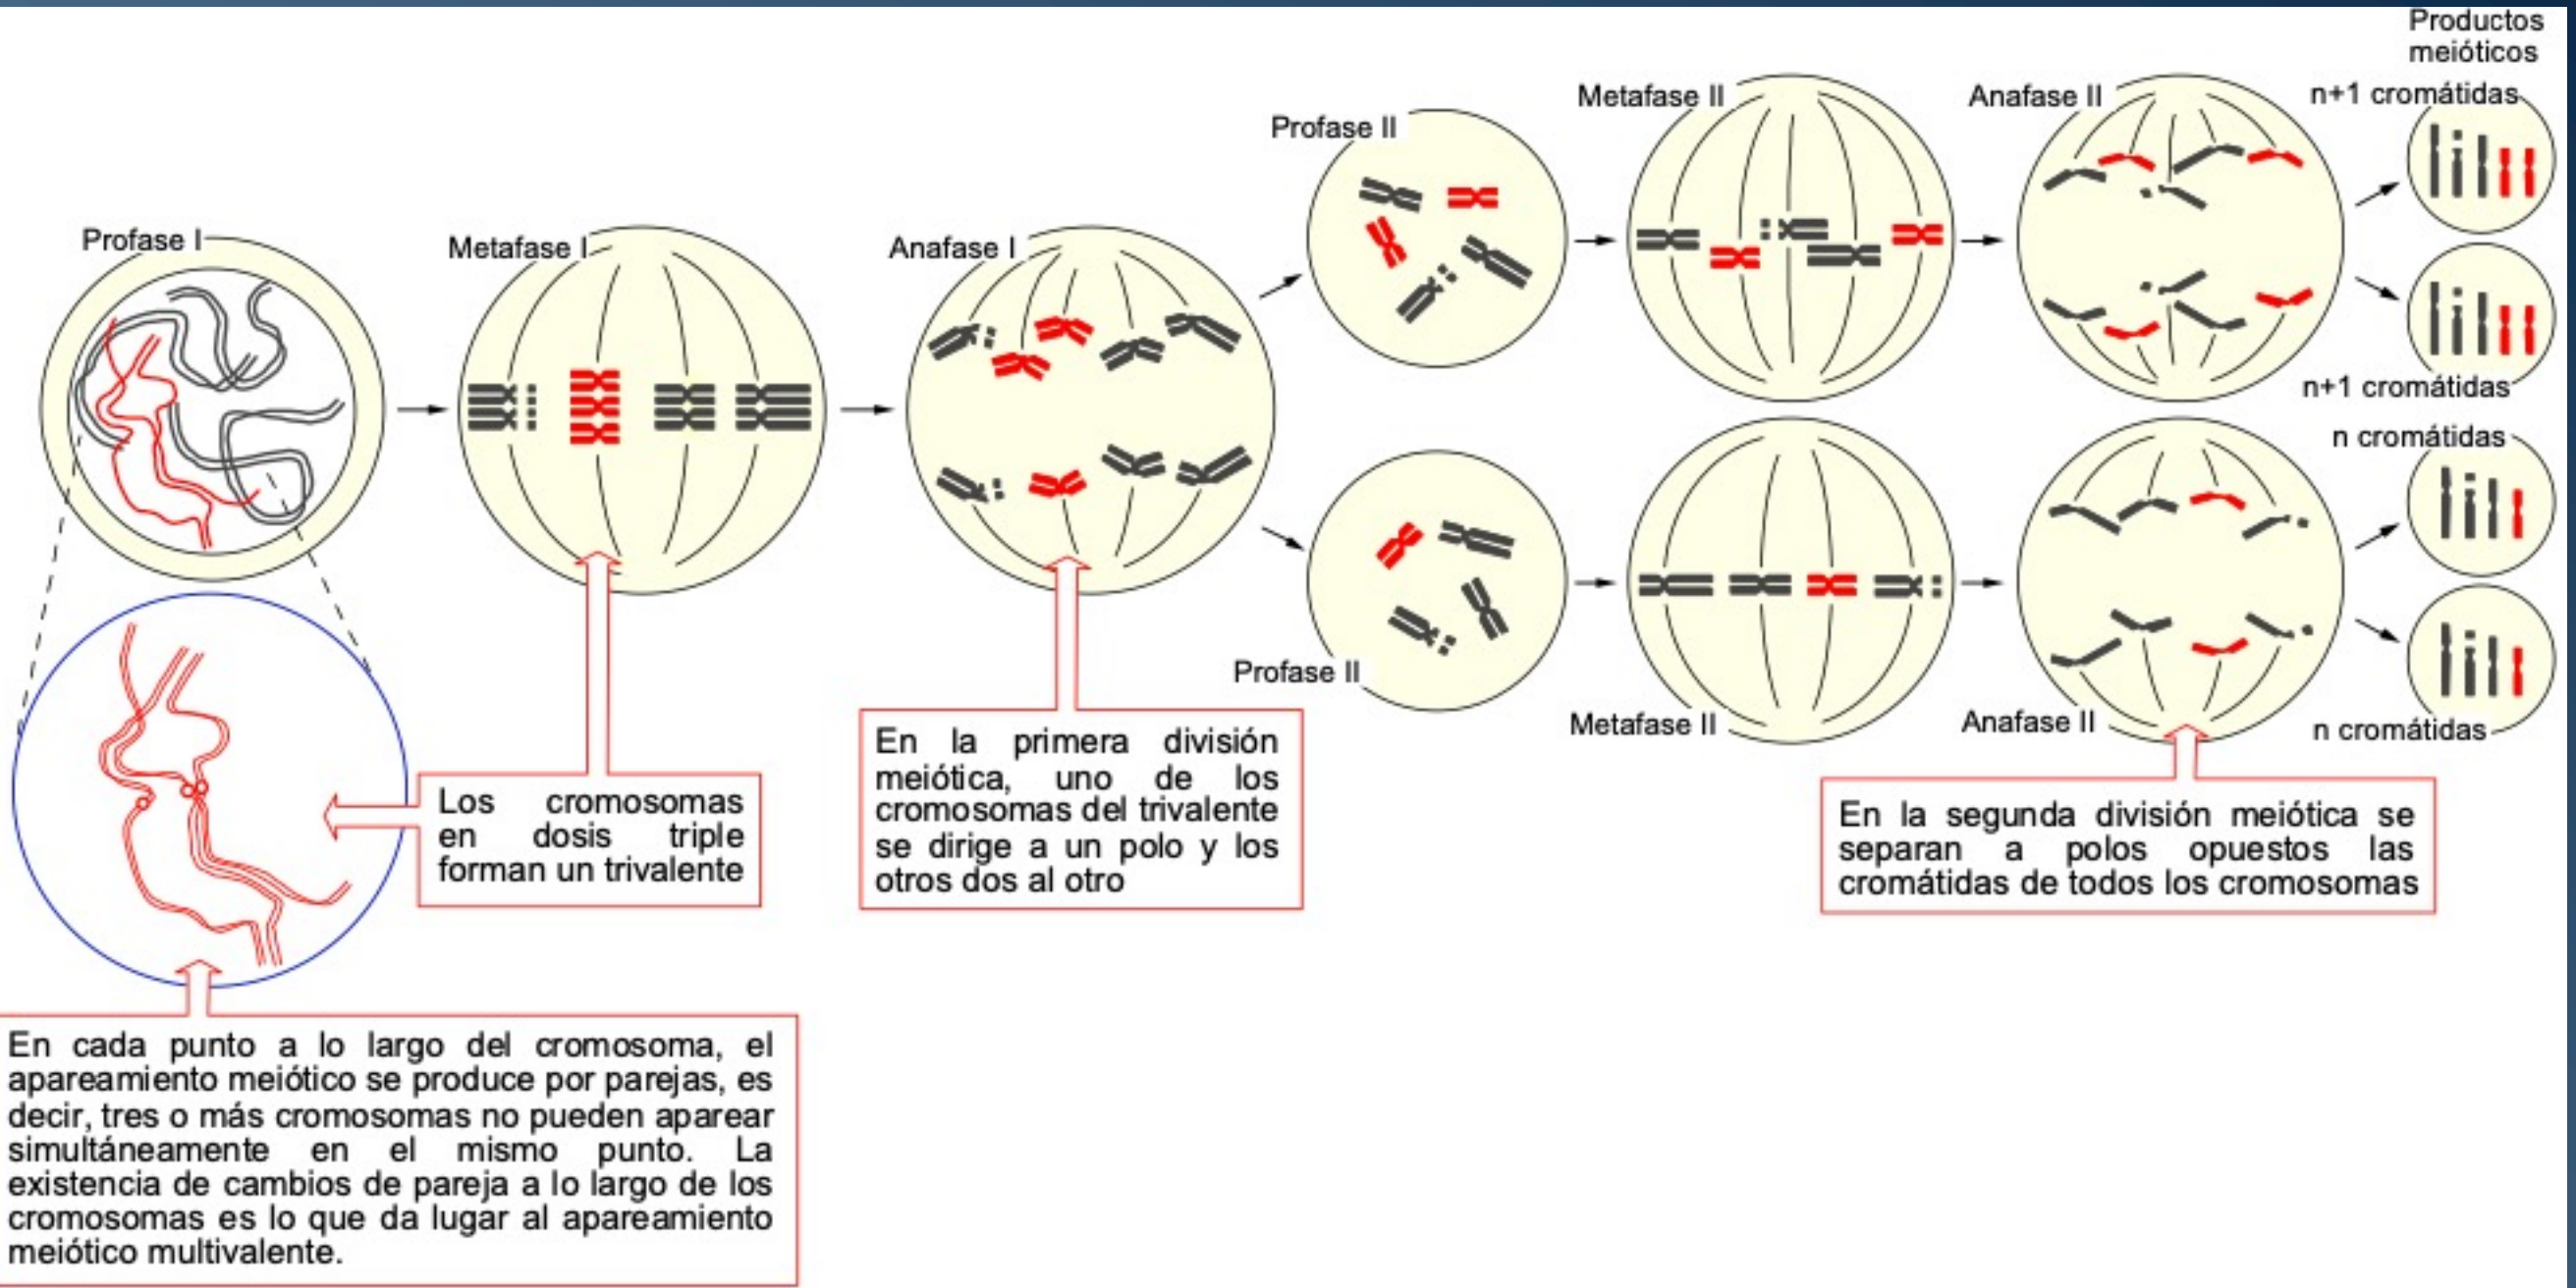 Productos
meióticos
Profase I
Metafase I
Anafase I
Profase II
Metafase II
Anafase II
n+1 cromátidas
n+1 cromátidas
Profase II
Metafase II
Anafase II
n cromátidas
n cromátidas
Los cromosomas
en dosis triple
forman un trivalente
En la primera división
meiótica, uno de los
cromosomas del trivalente
se dirige a un polo y los
otros dos al otro
En la segunda división meiótica se
separan a polos opuestos las
cromátidas de todos los cromosomas
En cada punto a lo largo del cromosoma, el
apareamiento meiótico se produce por parejas, es
decir, tres o más cromosomas no pueden aparear
simultáneamente en el mismo punto. La
existencia de cambios de pareja a lo largo de los
cromosomas es lo que da lugar al apareamiento
meiótico multivalente.